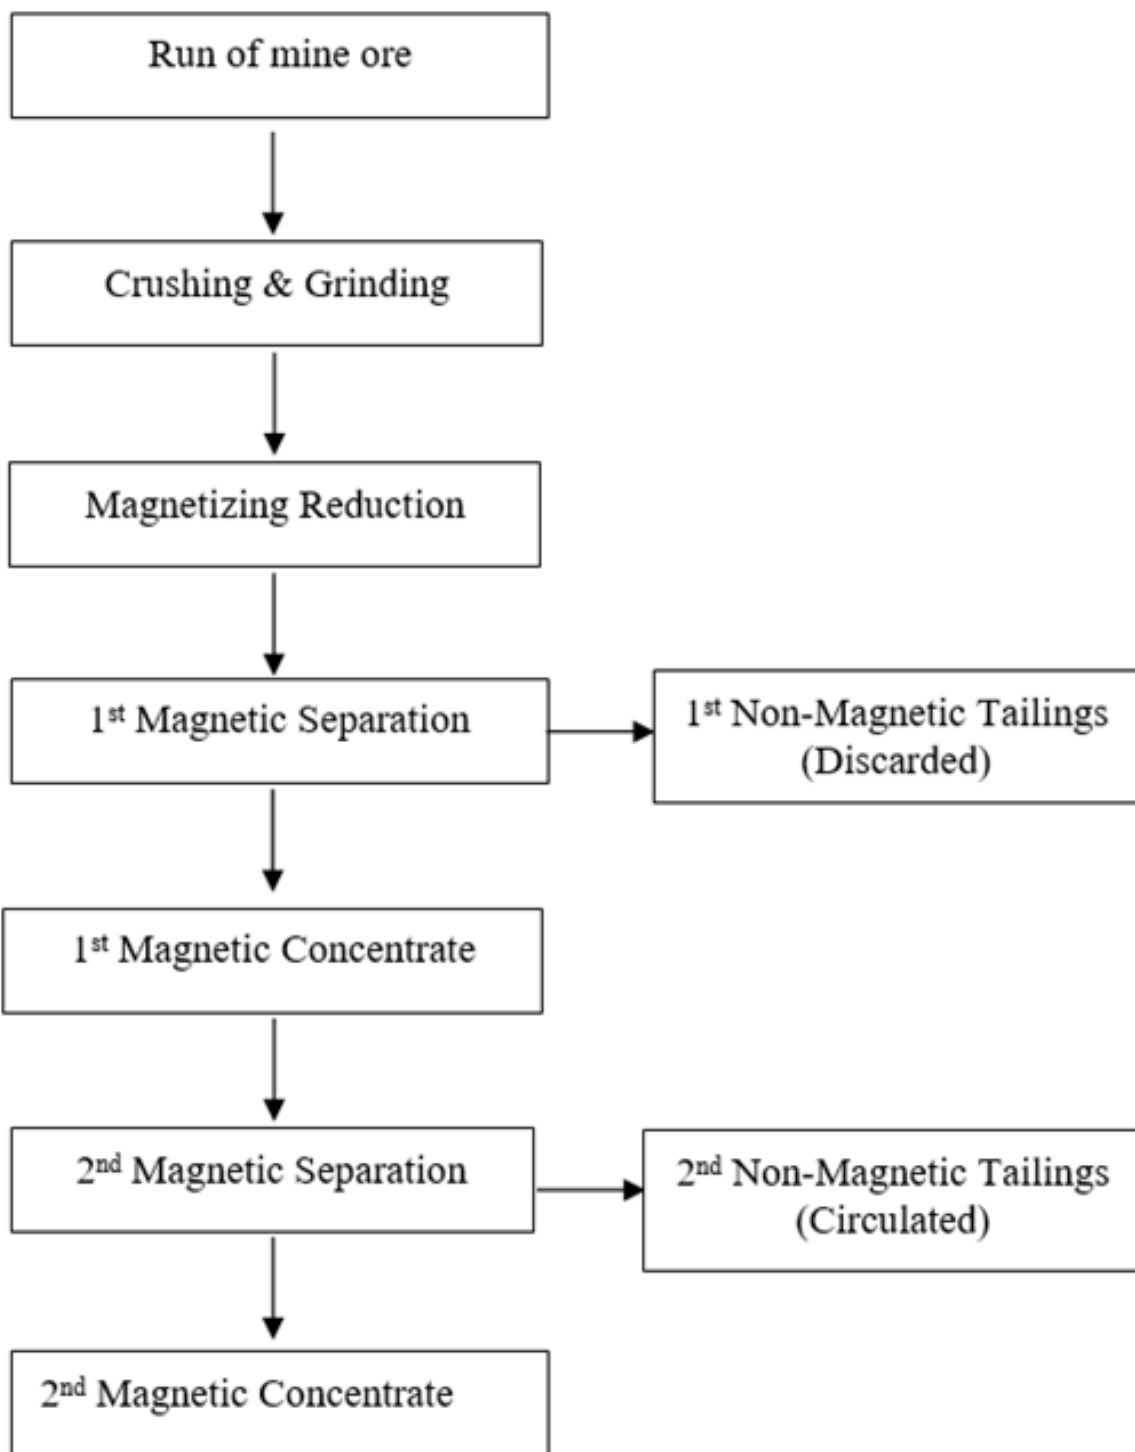 Run of mine ore
Crushing & Grinding
Magnetizing Reduction
1st Magnetic Separation
1st Non-Magnetic Tailings
(Discarded)
1st Magnetic Concentrate
2nd Magnetic Separation
2nd Non-Magnetic Tailings
(Circulated)
2nd Magnetic Concentrate